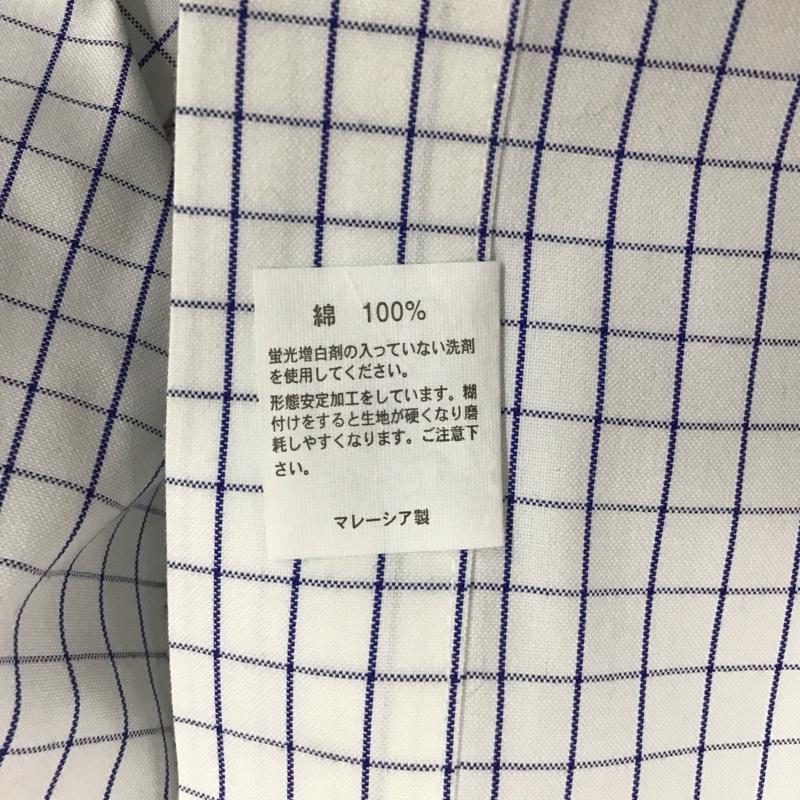 綿 100%
蛍光増白剤の入っていない洗剤
を使用してください。
形態安定加工をしています。糊
付けをすると生地が硬くなり磨
耗しやすくなります。ご注意下
さい。
マレーシア製